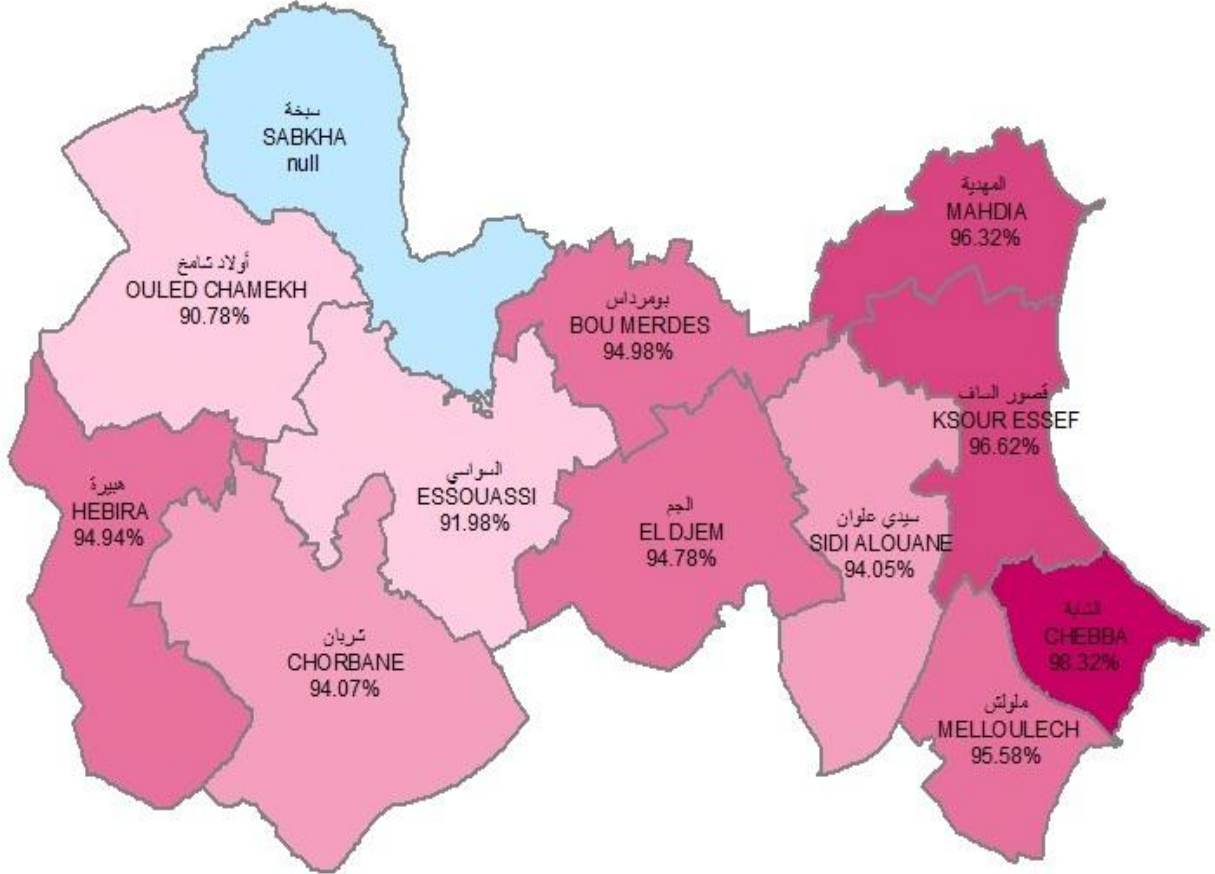 سبخة
SABKHA
null
المهدية
MAHDIA
96.32%
أولاد شامخ
OULED CHAMEKH
90.78%
بومرداس
BOU MERDES
94.98%
قصور الساف
KSOUR ESSEF
96.62%
هبيرة
HEBIRA
94.94%
السواسي
ESSOUASSI
91.98%
الجم
EL DJEM
94.78%
سيدي علوان
SIDI ALOUANE
94.05%
الشابة
CHEBBA
98.32%
شربان
CHORBANE
94.07%
ملولش
MELLOULECH
95.58%